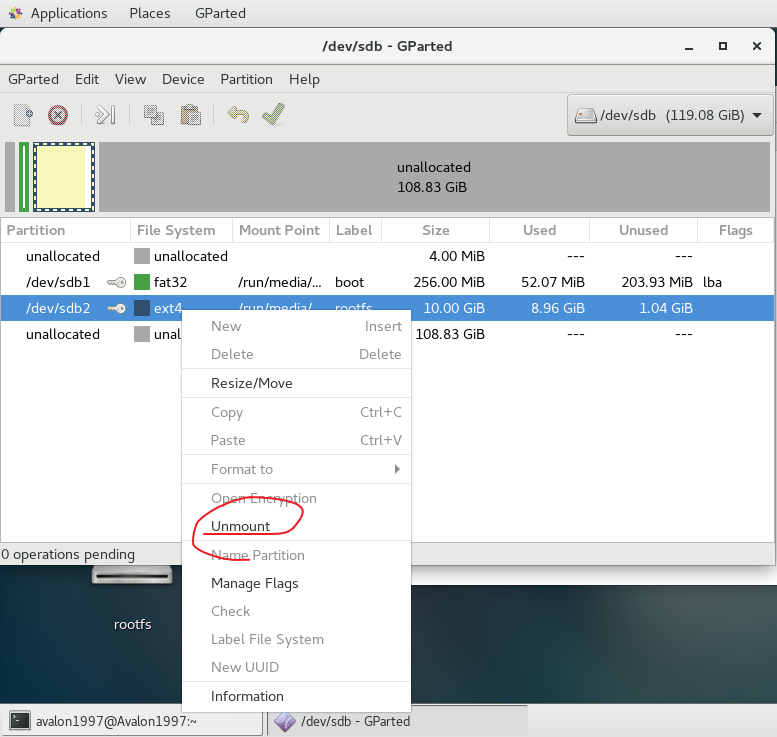 Applications Places GParted
/dev/sdb - GParted
GParted Edit View Device Partition Help
/dev/sdb (119.08 GiB)
unallocated
108.83 GiB
Partition File System Mount Point Label Size Used Unused Flags
unallocated unallocated 4.00 MiB --- ---
/dev/sdb1 fat32 /run/media/... boot 256.00 MiB 52.07 MiB 203.93 MiB lba
/dev/sdb2 ext4 /run/media/ rootfs 10.00 GiB 8.96 GiB 1.04 GiB
unallocated unal 108.83 GiB --- ---
New Insert
Delete Delete
Resize/Move
Copy Ctrl+C
Paste Ctrl+V
Format to
Open Encryption
Unmount
Name Partition
Manage Flags
Check
Label File System
New UUID
Information
0 operations pending
rootfs
avalon1997@Avalon1997:~ /dev/sdb - GParted